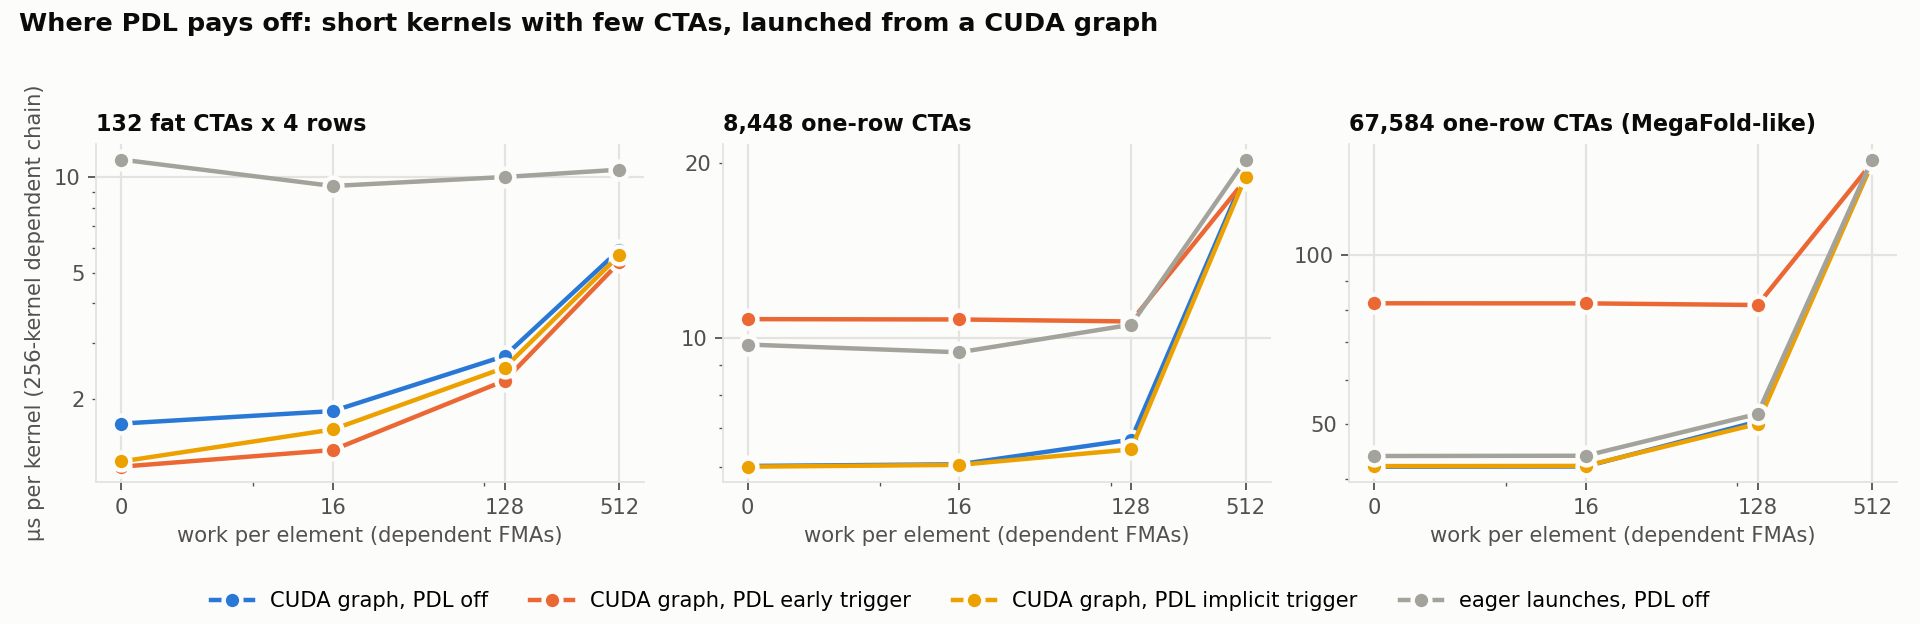 Where PDL pays off: short kernels with few CTAs, launched from a CUDA graph
µs per kernel (256-kernel dependent chain)
132 fat CTAs x 4 rows
10
5
2
0 16 128 512
work per element (dependent FMAs)
8,448 one-row CTAs
20
10
0 16 128 512
work per element (dependent FMAs)
67,584 one-row CTAs (MegaFold-like)
100
50
0 16 128 512
work per element (dependent FMAs)
CUDA graph, PDL off CUDA graph, PDL early trigger CUDA graph, PDL implicit trigger eager launches, PDL off